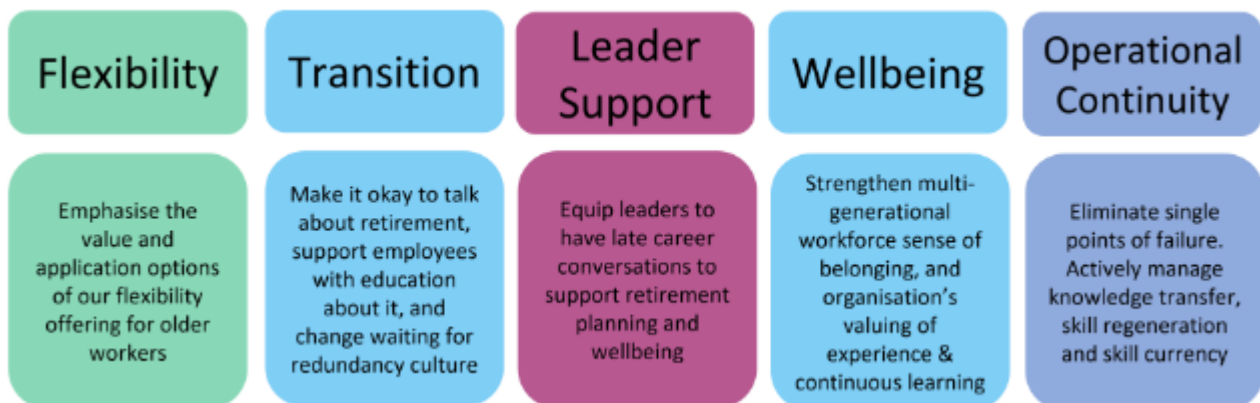 Flexibility
Emphasise the
value and
application options
of our flexibility
offering for older
workers
Transition
Make it okay to talk
about retirement,
support employees
with education
about it, and
change waiting for
redundancy culture
Leader
Support
Equip leaders to
have late career
conversations to
support retirement
planning and
wellbeing
Wellbeing
Strengthen multi-
generational
workforce sense of
belonging, and
organisation's
valuing of
experience &
continuous learning
Operational
Continuity
Eliminate single
points of failure.
Actively manage
knowledge transfer,
skill regeneration
and skill currency